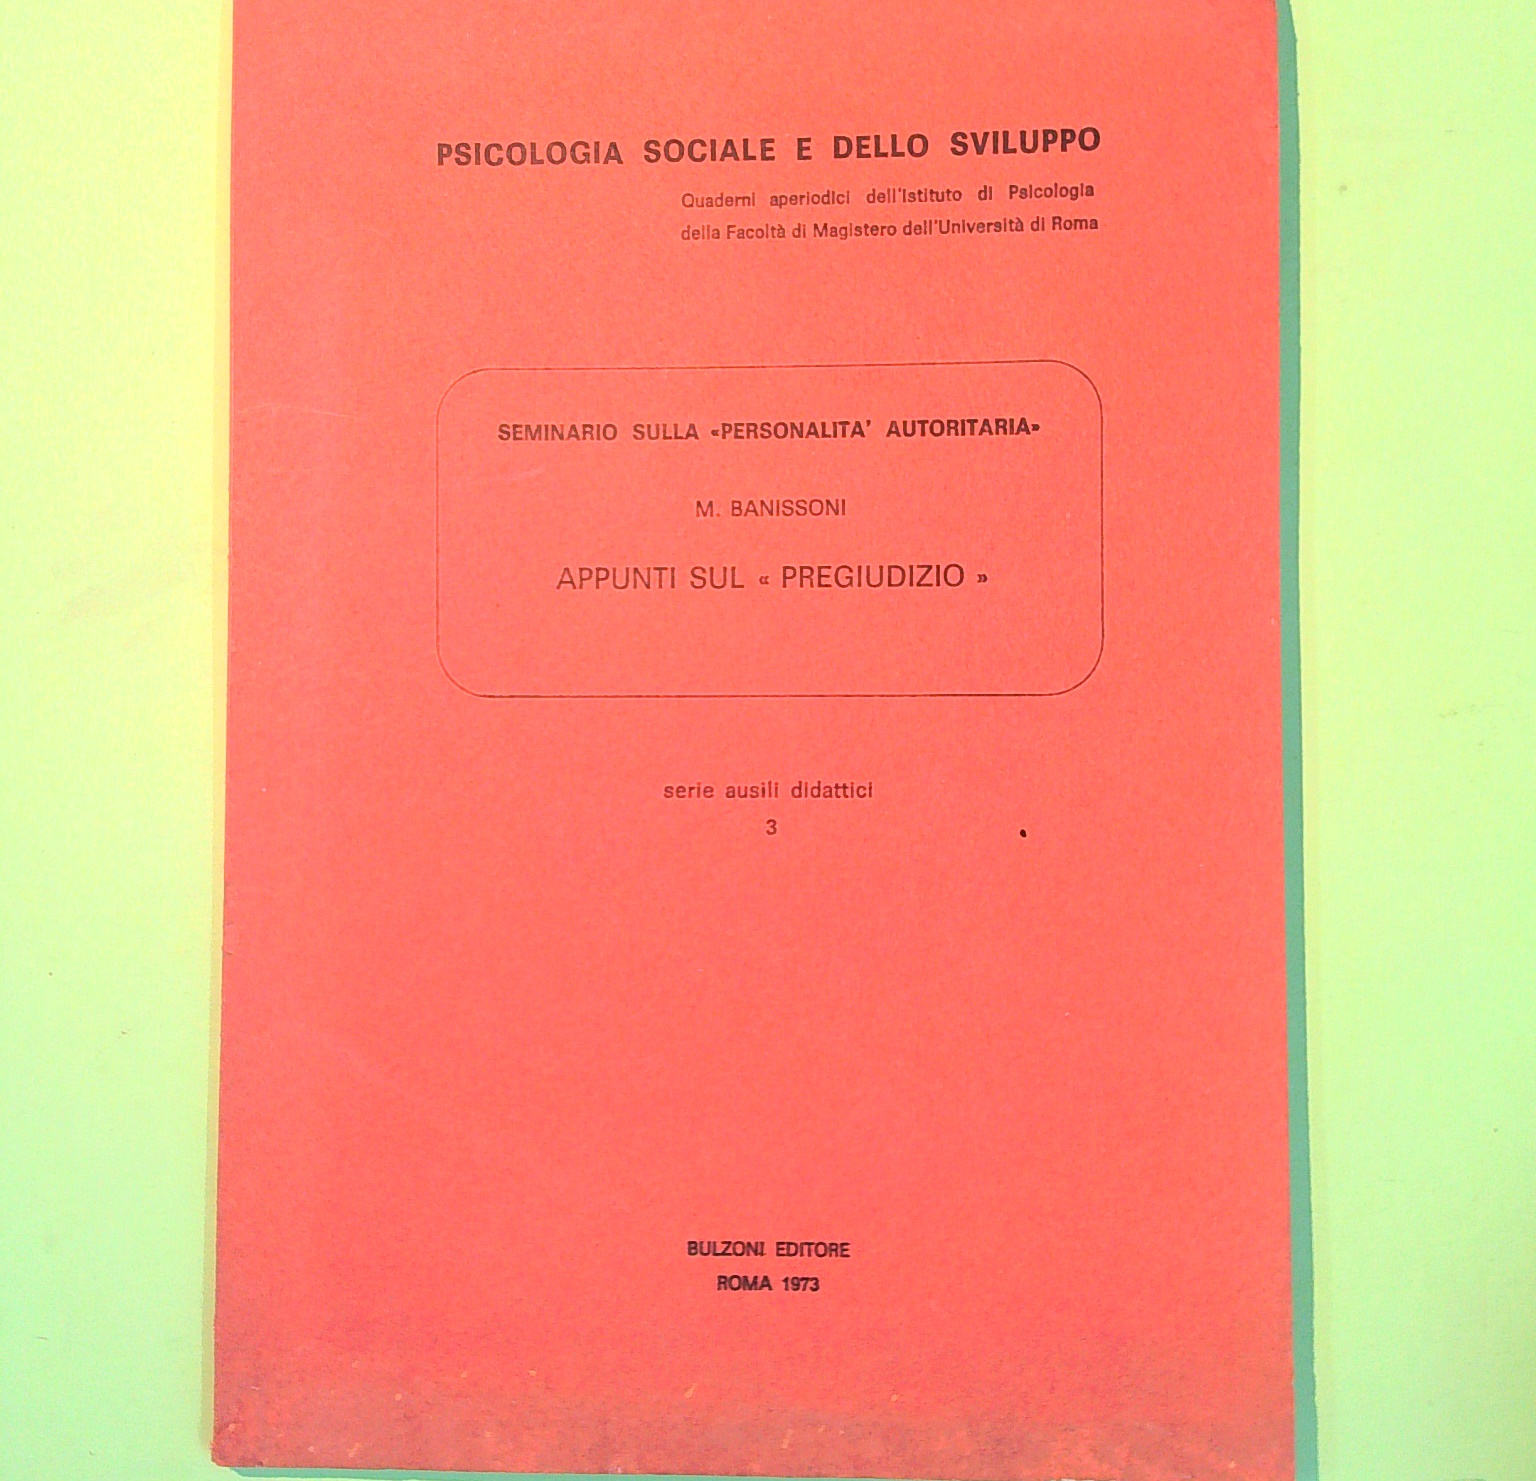 PSICOLOGIA SOCIALE E DELLO SVILUPPO
Quaderni aperiodici dell'Istituto di Psicologia
della Facoltà di Magistero dell'Università di Roma
SEMINARIO SULLA «PERSONALITA' AUTORITARIA»
M. BANISSONI
APPUNTI SUL « PREGIUDIZIO »
serie ausili didattici
3
BULZONI EDITORE
ROMA 1973